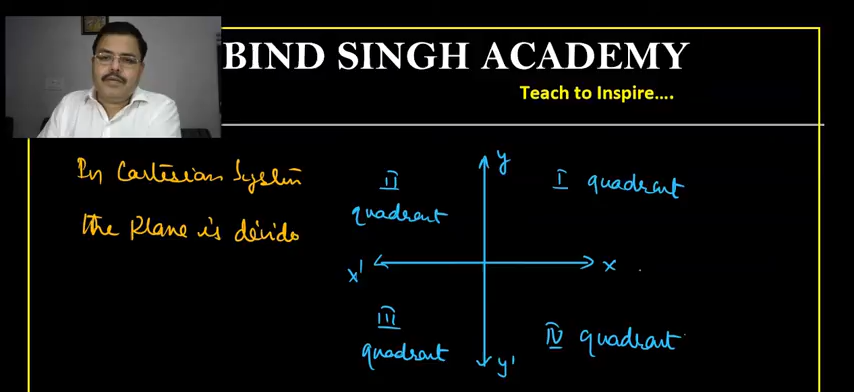 BIND SINGH ACADEMY
Teach to Inspire....
In Cartesian System
the Plane is divide
II
quadrant
I quadrant
y
x'
x
III
quadrant
IV quadrant
y'